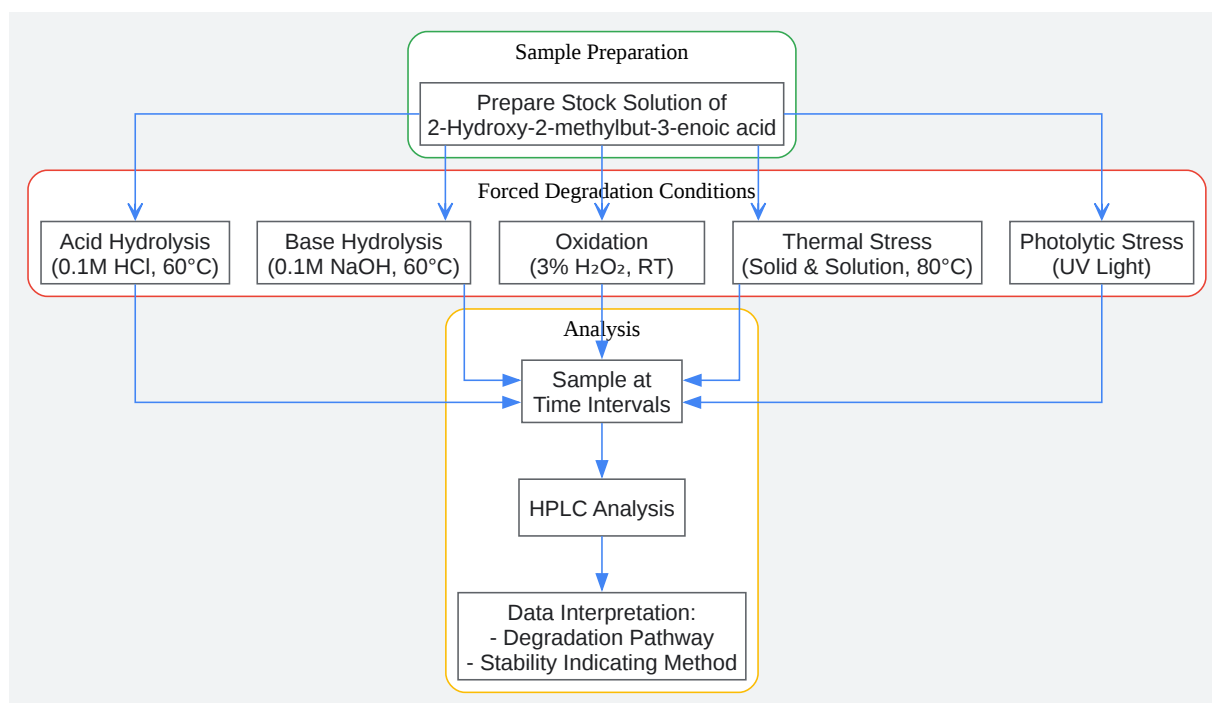 Sample Preparation
Prepare Stock Solution of
2-Hydroxy-2-methylbut-3-enoic acid
Forced Degradation Conditions
Acid Hydrolysis
(0.1M HCl, 60°C)
Base Hydrolysis
(0.1M NaOH, 60°C)
Oxidation
(3% H₂O₂, RT)
Thermal Stress
(Solid & Solution, 80°C)
Photolytic Stress
(UV Light)
Analysis
Sample at
Time Intervals
HPLC Analysis
Data Interpretation:
- Degradation Pathway
- Stability Indicating Method